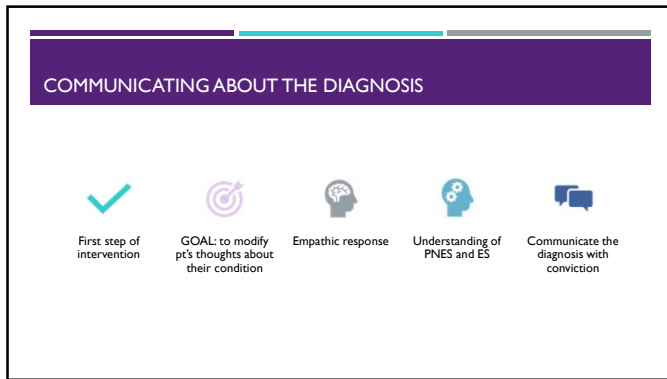 COMMUNICATING ABOUT THE DIAGNOSIS
First step of
intervention
GOAL: to modify
pt's thoughts about
their condition
Empathic response
Understanding of
PNES and ES
Communicate the
diagnosis with
conviction